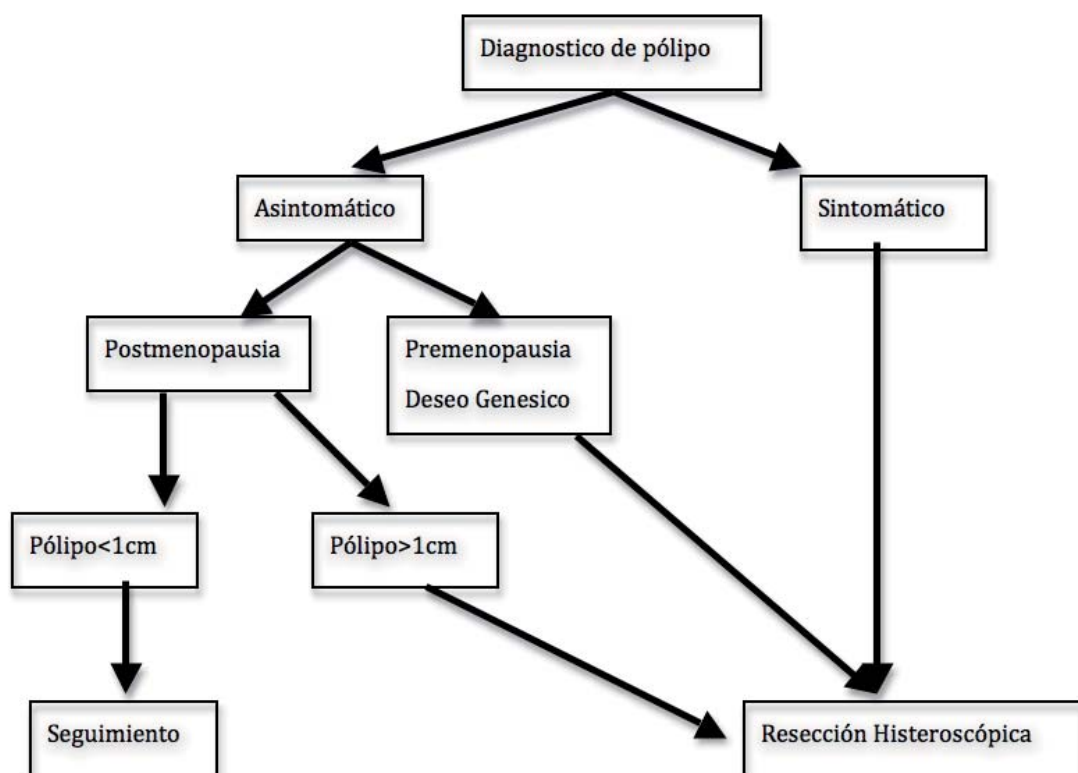 Diagnostico de pólipo
Asintomático
Sintomático
Postmenopausia
Premenopausia
Deseo Genesico
Pólipo<1cm
Pólipo>1cm
Seguimiento
Resección Histeroscópica